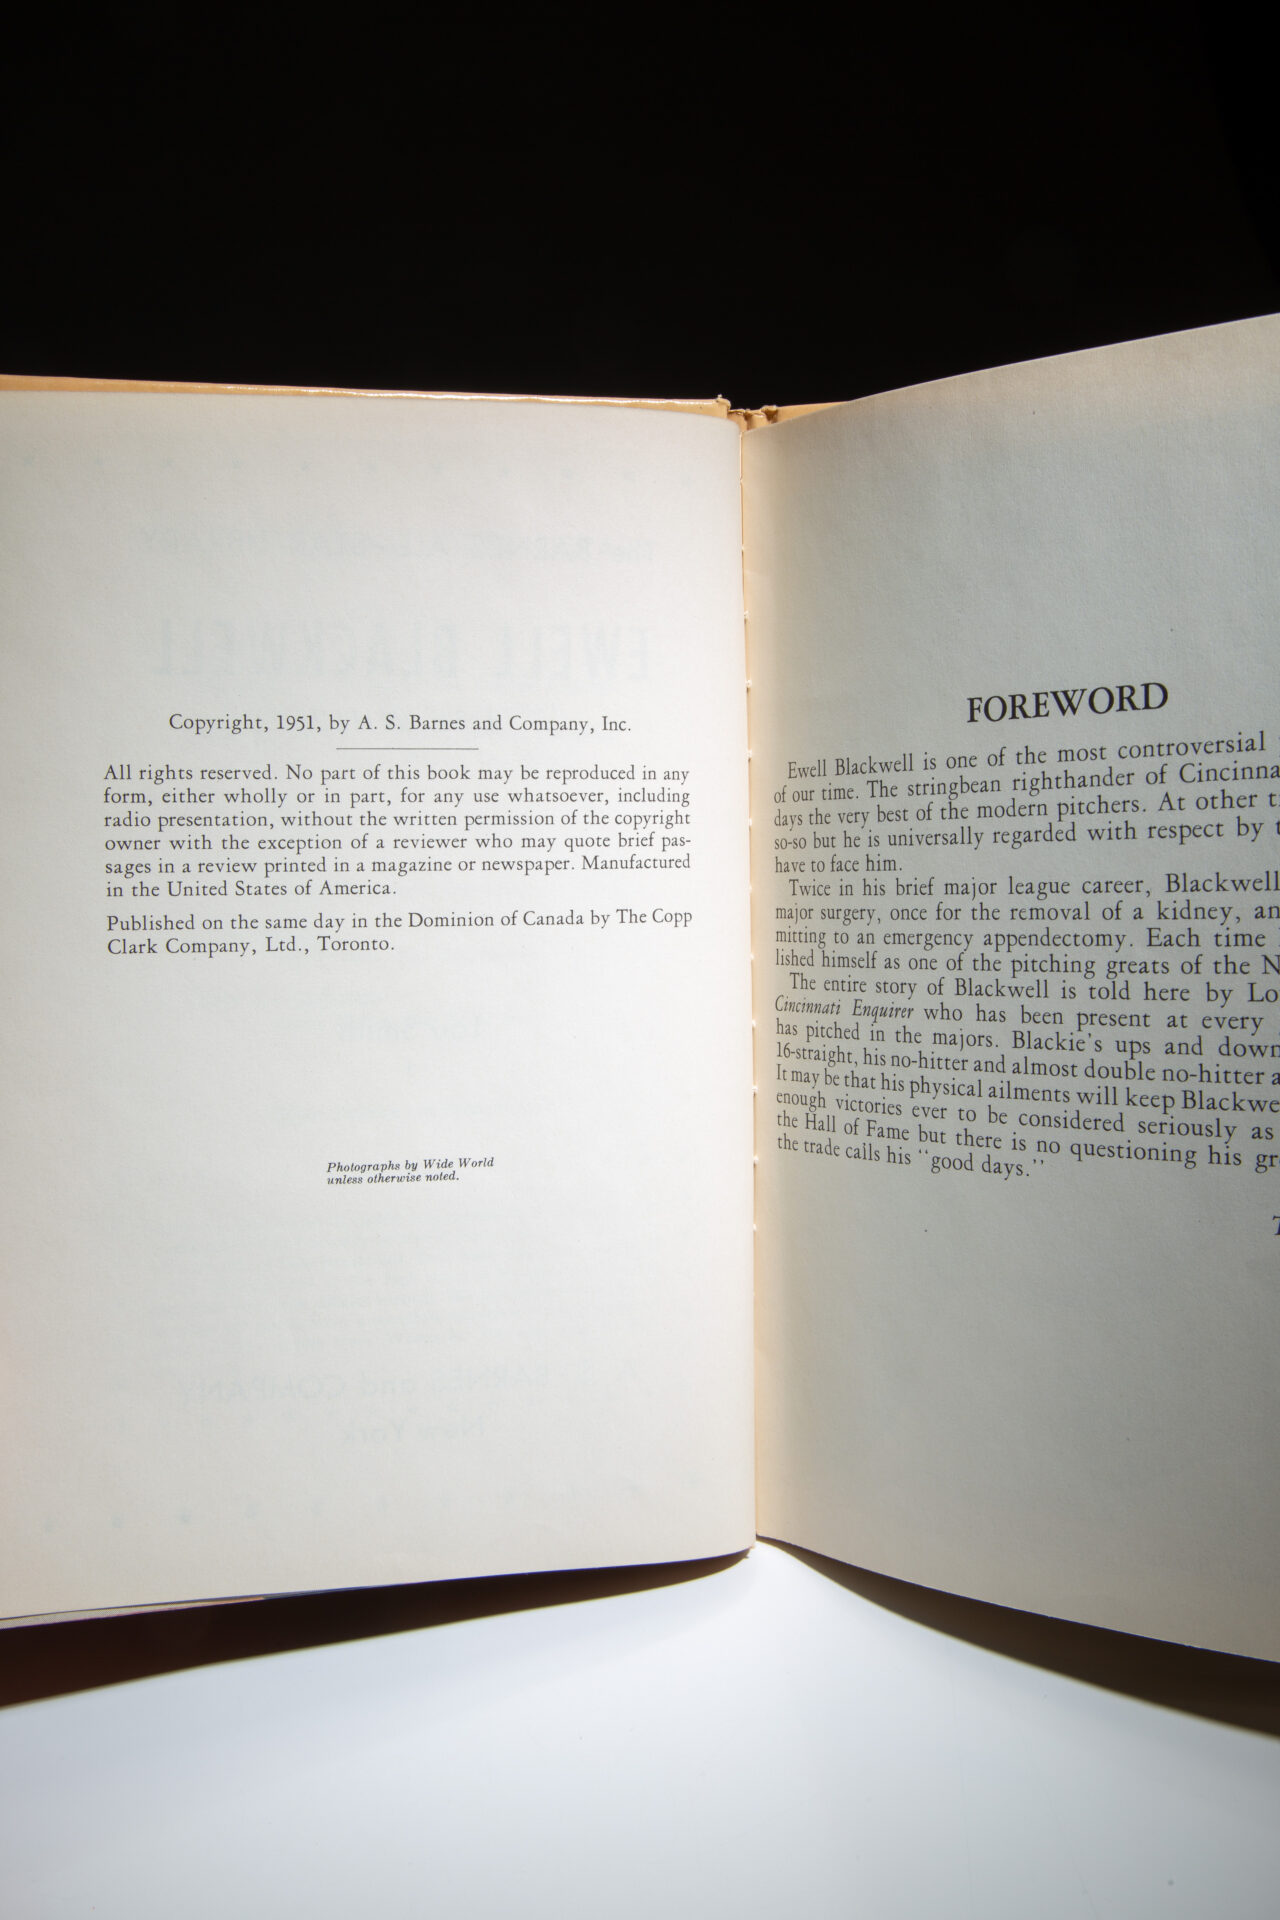 Copyright, 1951, by A. S. Barnes and Company, Inc.
All rights reserved. No part of this book may be reproduced in any
form, either wholly or in part, for any use whatsoever, including
radio presentation, without the written permission of the copyright
owner with the exception of a reviewer who may quote brief pas-
sages in a review printed in a magazine or newspaper. Manufactured
in the United States of America.
Published on the same day in the Dominion of Canada by The Copp
Clark Company, Ltd., Toronto.
Photographs by Wide World
unless otherwise noted.
FOREWORD
Ewell Blackwell is one of the most controversial
of our time. The stringbean righthander of Cincinna
days the very best of the modern pitchers. At other
so-so but he is universally regarded with respect by
have to face him.
Twice in his brief major league career, Blackwell
major surgery, once for the removal of a kidney, an
mitting to an emergency appendectomy. Each time
lished himself as one of the pitching greats of the N
The entire story of Blackwell is told here by Lo
Cincinnati Enquirer who has been present at every
has pitched in the majors. Blackie's ups and down
16-straight, his no-hitter and almost double no-hitter a
It may be that his physical ailments will keep Blackwe
enough victories ever to be considered seriously as
the Hall of Fame but there is no questioning his gr
the trade calls his "good days."